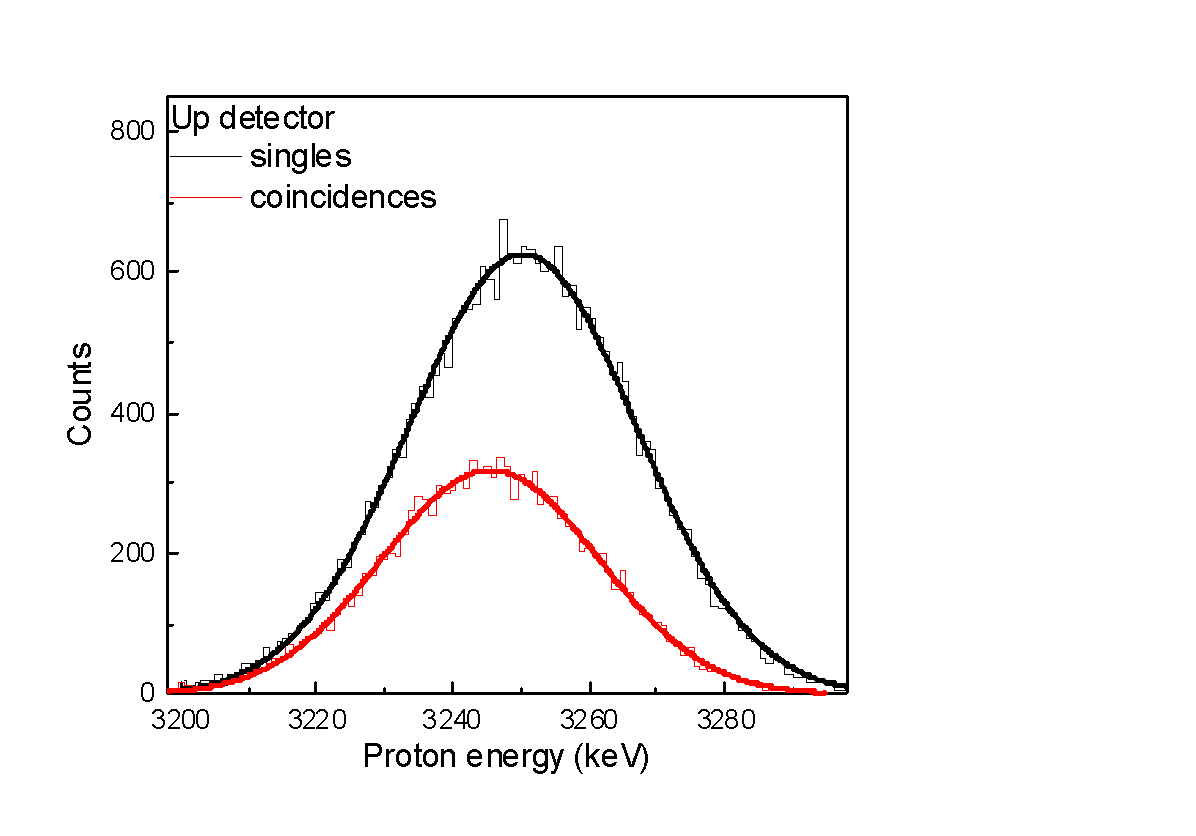 Up detector
singles
coincidences
800
600
400
200
0
Counts
3200 3220 3240 3260 3280
Proton energy (keV)